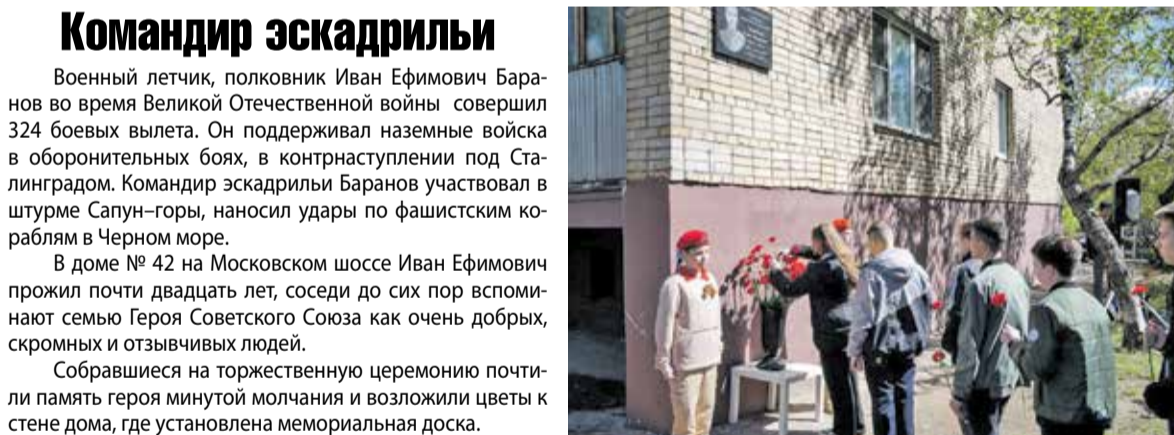 Командир эскадрильи
Военный летчик, полковник Иван Ефимович Бара-
нов во время Великой Отечественной войны совершил
324 боевых вылета. Он поддерживал наземные войска
в оборонительных боях, в контрнаступлении под Ста-
линградом. Командир эскадрильи Баранов участвовал в
штурме Сапун–горы, наносил удары по фашистским ко-
раблям в Черном море.
В доме № 42 на Московском шоссе Иван Ефимович
прожил почти двадцать лет, соседи до сих пор вспоми-
нают семью Героя Советского Союза как очень добрых,
скромных и отзывчивых людей.
Собравшиеся на торжественную церемонию почти-
ли память героя минутой молчания и возложили цветы к
стене дома, где установлена мемориальная доска.